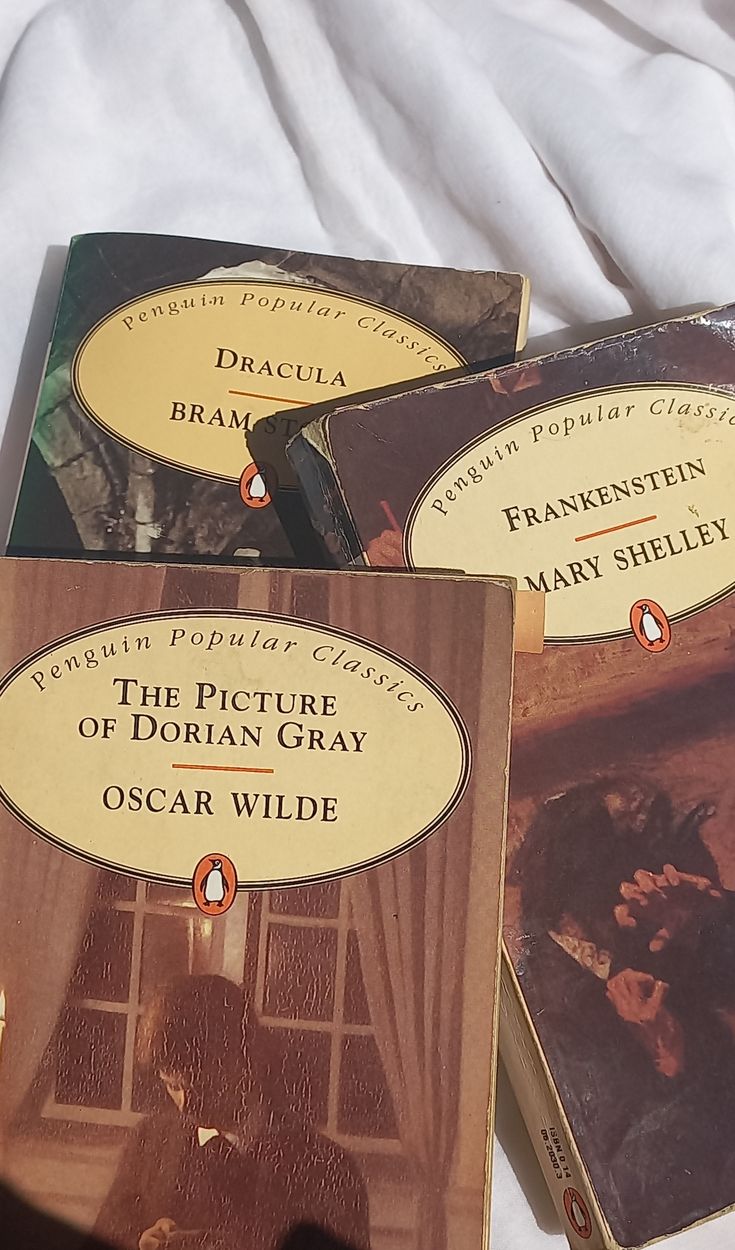 Penguin Popular Classics
DRACULA
BRAM
Penguin Popular
FRANKENSTEIN
MARY SHELLEY
Penguin Popular Classics
THE PICTURE
OF DORIAN GRAY
OSCAR WILDE